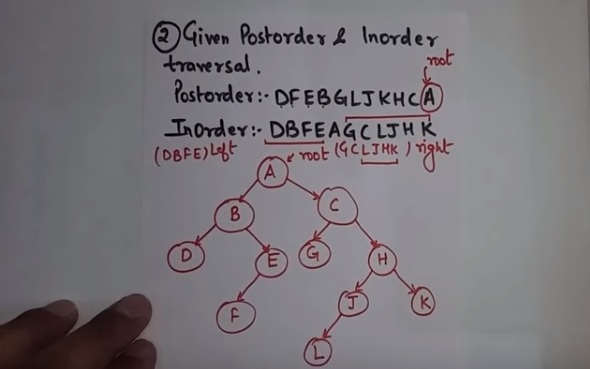 ② Given Postorder & Inorder
traversal.
root
Postorder:- DFEBGLJKHCA
Inorder:- DBFEAGCLJHK
(DBFE) Left root (GCLJHK) right
A
B C
D E G H
F J K
L